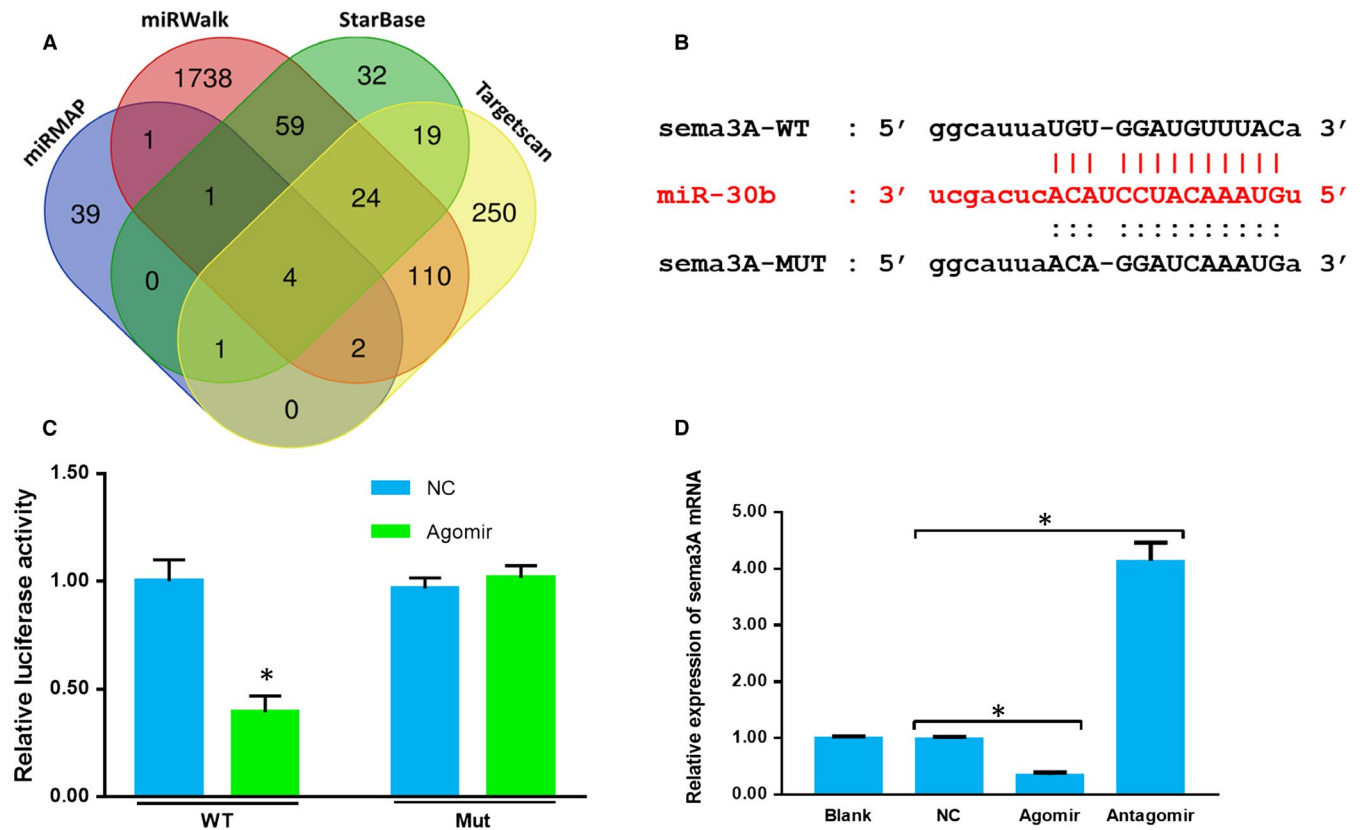 A
miRWalk
StarBase
miRMAP
Targetscan
1738
32
1
59
19
39
1
24
250
0
4
110
1
2
0
B
sema3A-WT : 5′ ggcauuaUGU-GGAUGUUUACa 3′
||| ||||||||||
miR-30b : 3′ ucgacucACAUCCUACAAAUGu 5′
::: ::::::::::
sema3A-MUT : 5′ ggcauuaACA-GGAUCAAAUGa 3′
C
Relative luciferase activity
1.50
1.00
0.50
0.00
NC
Agomir
*
WT
Mut
D
Relative expression of sema3A mRNA
5.00
4.00
3.00
2.00
1.00
0.00
*
*
Blank
NC
Agomir
Antagomir